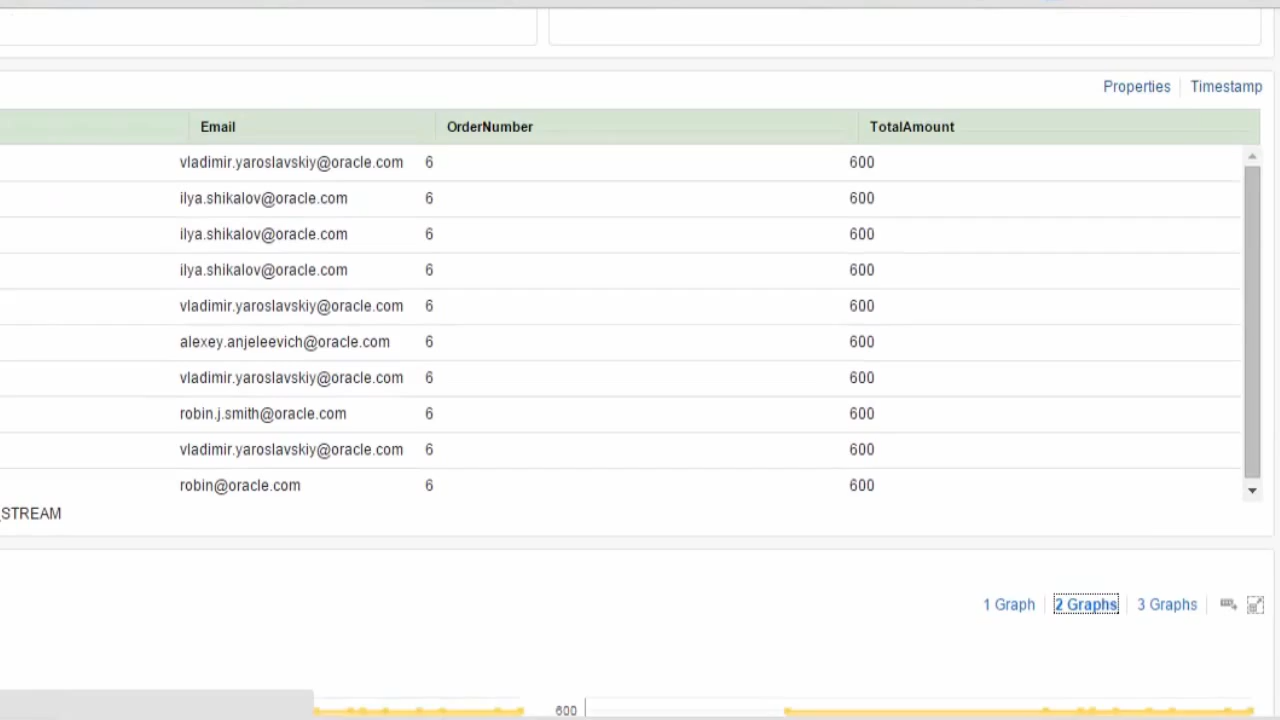 Properties Timestamp
Email OrderNumber TotalAmount
vladimir.yaroslavskiy@oracle.com 6 600
ilya.shikalov@oracle.com 6 600
ilya.shikalov@oracle.com 6 600
ilya.shikalov@oracle.com 6 600
vladimir.yaroslavskiy@oracle.com 6 600
alexey.anjeleevich@oracle.com 6 600
vladimir.yaroslavskiy@oracle.com 6 600
robin.j.smith@oracle.com 6 600
vladimir.yaroslavskiy@oracle.com 6 600
robin@oracle.com 6 600
_STREAM
1 Graph 2 Graphs 3 Graphs
600